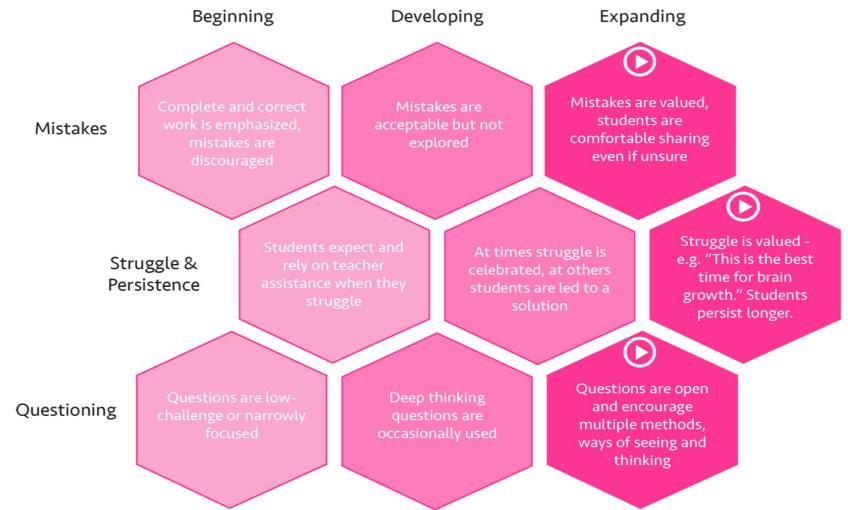 Beginning
Developing
Expanding
Mistakes
Complete and correct
work is emphasized,
mistakes are
discouraged
Mistakes are
acceptable but not
explored
Mistakes are valued,
students are
comfortable sharing
even if unsure
Struggle &
Persistence
Students expect and
rely on teacher
assistance when they
struggle
At times struggle is
celebrated, at others
students are led to a
solution
Struggle is valued -
e.g. “This is the best
time for brain
growth.” Students
persist longer.
Questioning
Questions are low-
challenge or narrowly
focused
Deep thinking
questions are
occasionally used
Questions are open
and encourage
multiple methods,
ways of seeing and
thinking